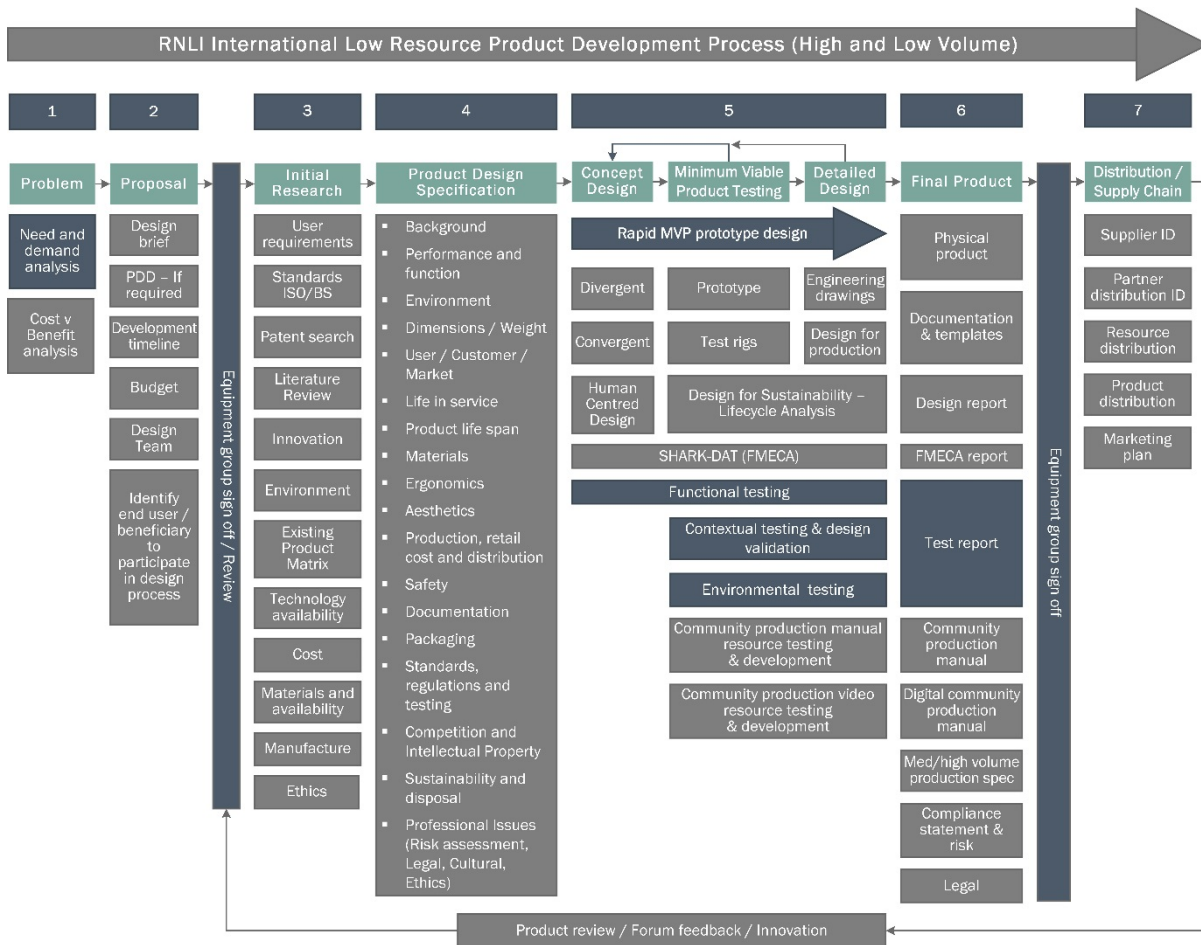 RNLI International Low Resource Product Development Process (High and Low Volume)
1
2
3
4
5
6
7
Problem
Proposal
Initial
Research
Product Design
Specification
Concept
Design
Minimum Viable
Product Testing
Detailed
Design
Final Product
Distribution /
Supply Chain
Need and
demand
analysis
Cost v
Benefit
analysis
Design
brief
PDD – If
required
Development
timeline
Budget
Design
Team
Identify
end user /
beneficiary
to
participate
in design
process
Equipment group sign off / Review
User
requirements
Standards
ISO/BS
Patent search
Literature
Review
Innovation
Environment
Existing
Product
Matrix
Technology
availability
Cost
Materials and
availability
Manufacture
Ethics
▪ Background
▪ Performance and
function
▪ Environment
▪ Dimensions / Weight
▪ User / Customer /
Market
▪ Life in service
▪ Product life span
▪ Materials
▪ Ergonomics
▪ Aesthetics
▪ Production, retail
cost and distribution
▪ Safety
▪ Documentation
▪ Packaging
▪ Standards,
regulations and
testing
▪ Competition and
Intellectual Property
▪ Sustainability and
disposal
▪ Professional Issues
(Risk assessment,
Legal, Cultural,
Ethics)
Rapid MVP prototype design
Divergent
Prototype
Engineering
drawings
Convergent
Test rigs
Design for
production
Human
Centred
Design
Design for Sustainability –
Lifecycle Analysis
SHARK-DAT (FMECA)
Functional testing
Contextual testing & design
validation
Environmental testing
Community production manual
resource testing
& development
Community production video
resource testing
& development
Physical
product
Documentation
& templates
Design report
FMECA report
Test report
Community
production
manual
Digital community
production
manual
Med/high volume
production spec
Compliance
statement &
risk
Legal
Equipment group sign off
Supplier ID
Partner
distribution ID
Resource
distribution
Product
distribution
Marketing
plan
Product review / Forum feedback / Innovation